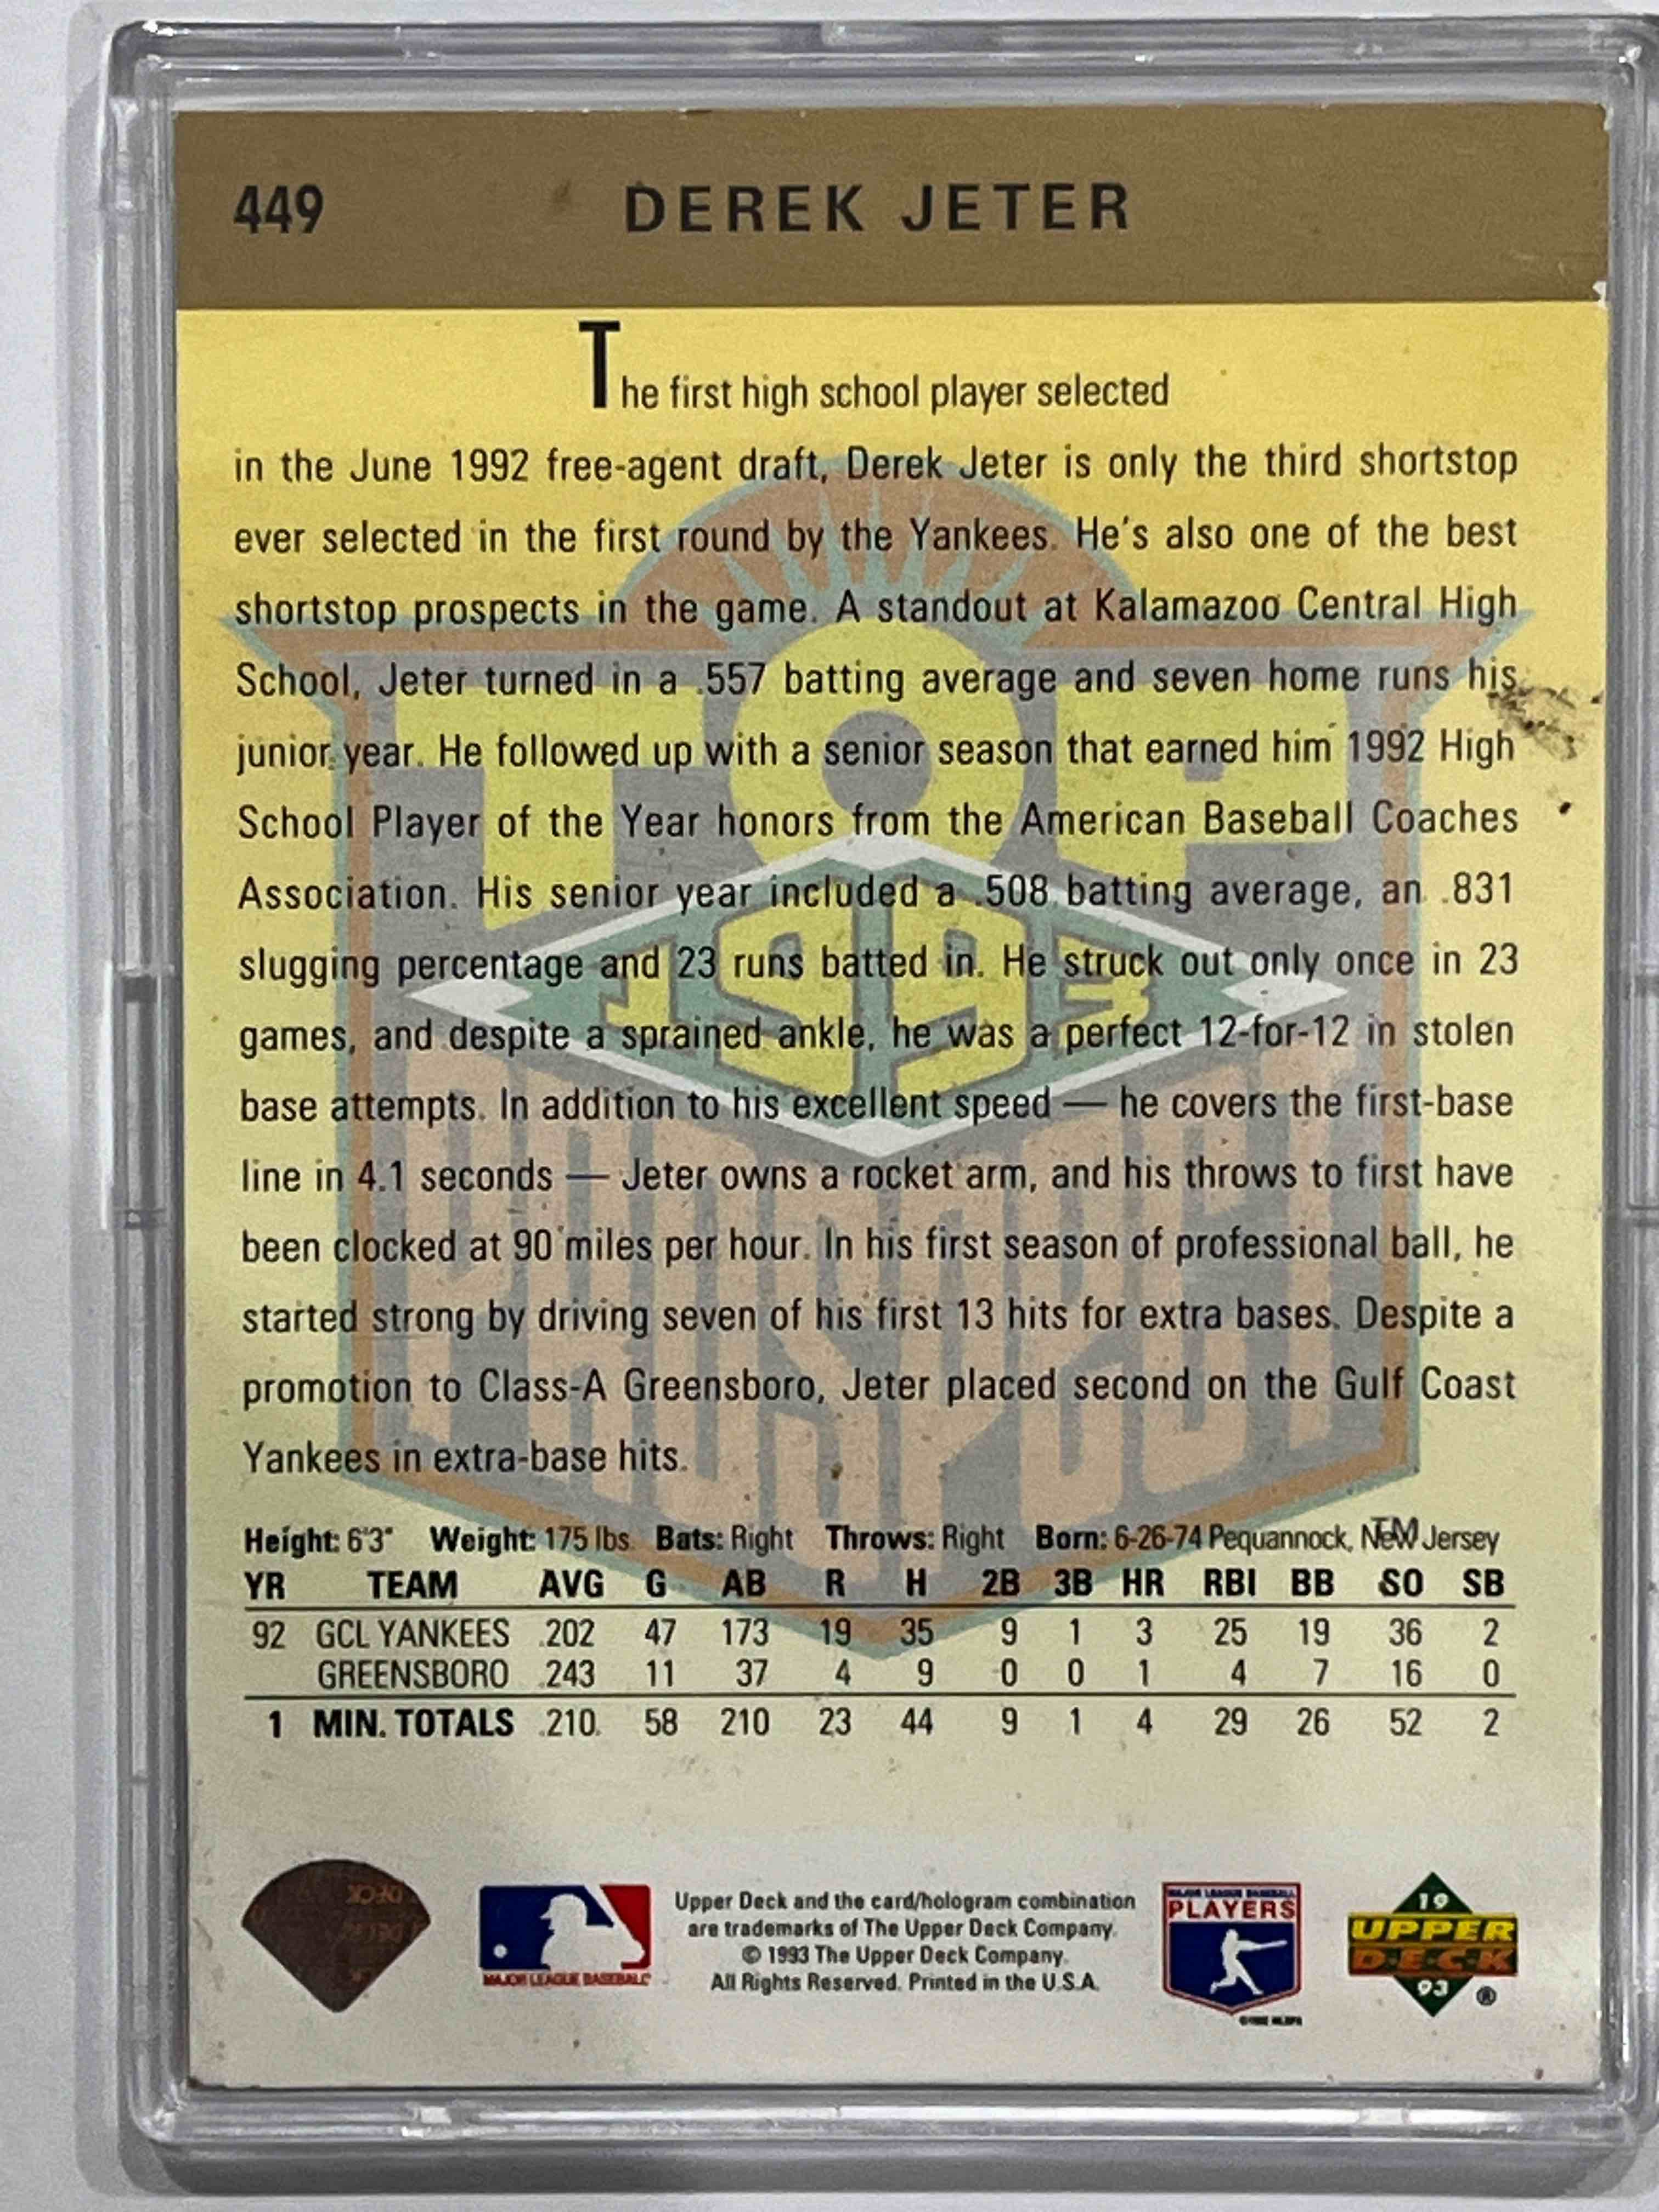 449 DEREK JETER
The first high school player selected
in the June 1992 free-agent draft, Derek Jeter is only the third shortstop
ever selected in the first round by the Yankees. He's also one of the best
shortstop prospects in the game. A standout at Kalamazoo Central High
School, Jeter turned in a .557 batting average and seven home runs his
junior year. He followed up with a senior season that earned him 1992 High
School Player of the Year honors from the American Baseball Coaches
Association. His senior year included a .508 batting average, an .831
slugging percentage and 23 runs batted in. He struck out only once in 23
games, and despite a sprained ankle, he was a perfect 12-for-12 in stolen
base attempts. In addition to his excellent speed — he covers the first-base
line in 4.1 seconds — Jeter owns a rocket arm, and his throws to first have
been clocked at 90 miles per hour. In his first season of professional ball, he
started strong by driving seven of his first 13 hits for extra bases. Despite a
promotion to Class-A Greensboro, Jeter placed second on the Gulf Coast
Yankees in extra-base hits.
TOP
1993
PROSPECT
TM
Height: 6'3" Weight: 175 lbs. Bats: Right Throws: Right Born: 6-26-74 Pequannock, New Jersey
YR TEAM AVG G AB R H 2B 3B HR RBI BB SO SB
92 GCL YANKEES .202 47 173 19 35 9 1 3 25 19 36 2
GREENSBORO .243 11 37 4 9 0 0 1 4 7 16 0
1 MIN. TOTALS .210 58 210 23 44 9 1 4 29 26 52 2
MAJOR LEAGUE BASEBALL
Upper Deck and the card/hologram combination
are trademarks of The Upper Deck Company.
© 1993 The Upper Deck Company.
All Rights Reserved. Printed in the U.S.A.
MAJOR LEAGUE BASEBALL
PLAYERS
19
UPPER
D·E·C·K
93 ®